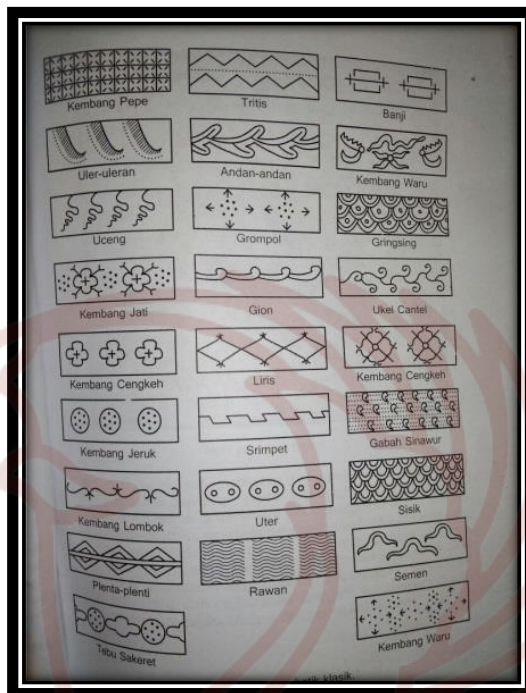 Kembang Pepe
Tritis
Banji
Uler-uleran
Andan-andan
Kembang Waru
Uceng
Grompol
Gringsing
Kembang Jati
Gion
Ukel Cantel
Kembang Cengkeh
Liris
Kembang Cengkeh
Kembang Jeruk
Srimpet
Gabah Sinawur
Kembang Lombok
Uter
Sisik
Plenta-plenti
Rawan
Semen
Tebu Sakeret
Kembang Waru
klasik.